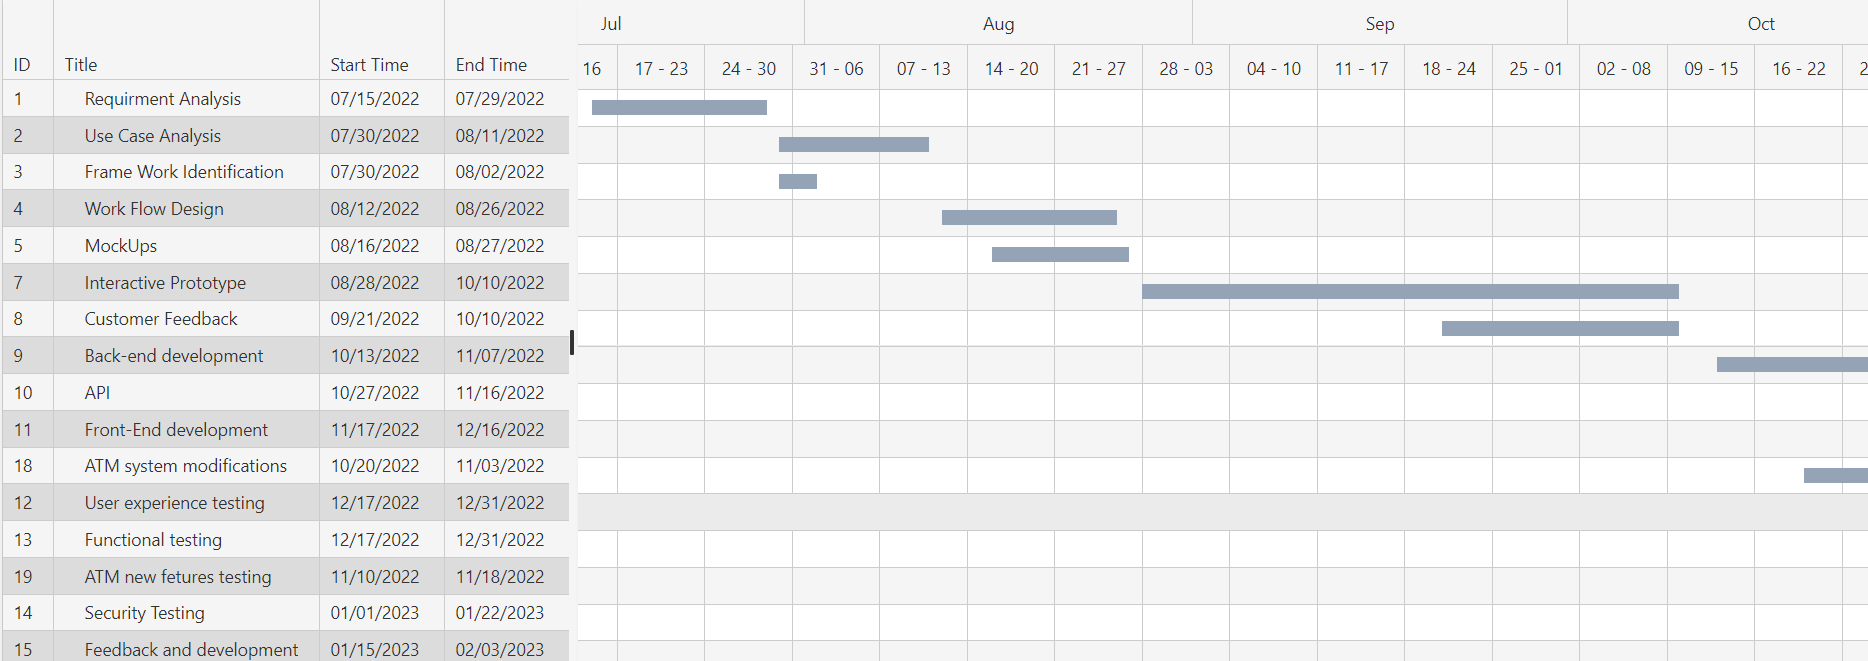 Jul Aug Sep Oct
ID Title Start Time End Time 16 17 - 23 24 - 30 31 - 06 07 - 13 14 - 20 21 - 27 28 - 03 04 - 10 11 - 17 18 - 24 25 - 01 02 - 08 09 - 15 16 - 22 2
1 Requirment Analysis 07/15/2022 07/29/2022
2 Use Case Analysis 07/30/2022 08/11/2022
3 Frame Work Identification 07/30/2022 08/02/2022
4 Work Flow Design 08/12/2022 08/26/2022
5 MockUps 08/16/2022 08/27/2022
7 Interactive Prototype 08/28/2022 10/10/2022
8 Customer Feedback 09/21/2022 10/10/2022
9 Back-end development 10/13/2022 11/07/2022
10 API 10/27/2022 11/16/2022
11 Front-End development 11/17/2022 12/16/2022
18 ATM system modifications 10/20/2022 11/03/2022
12 User experience testing 12/17/2022 12/31/2022
13 Functional testing 12/17/2022 12/31/2022
19 ATM new fetures testing 11/10/2022 11/18/2022
14 Security Testing 01/01/2023 01/22/2023
15 Feedback and development 01/15/2023 02/03/2023